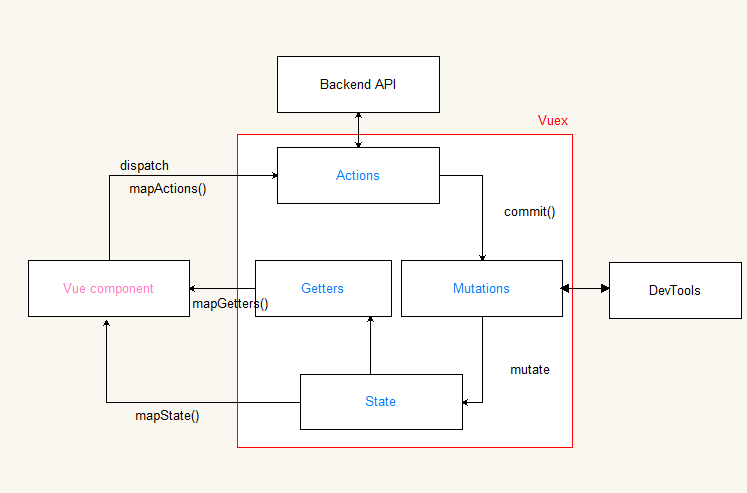 Backend API
Vuex
dispatch
Actions
mapActions()
commit()
Vue component
Getters
Mutations
DevTools
mapGetters()
mutate
State
mapState()